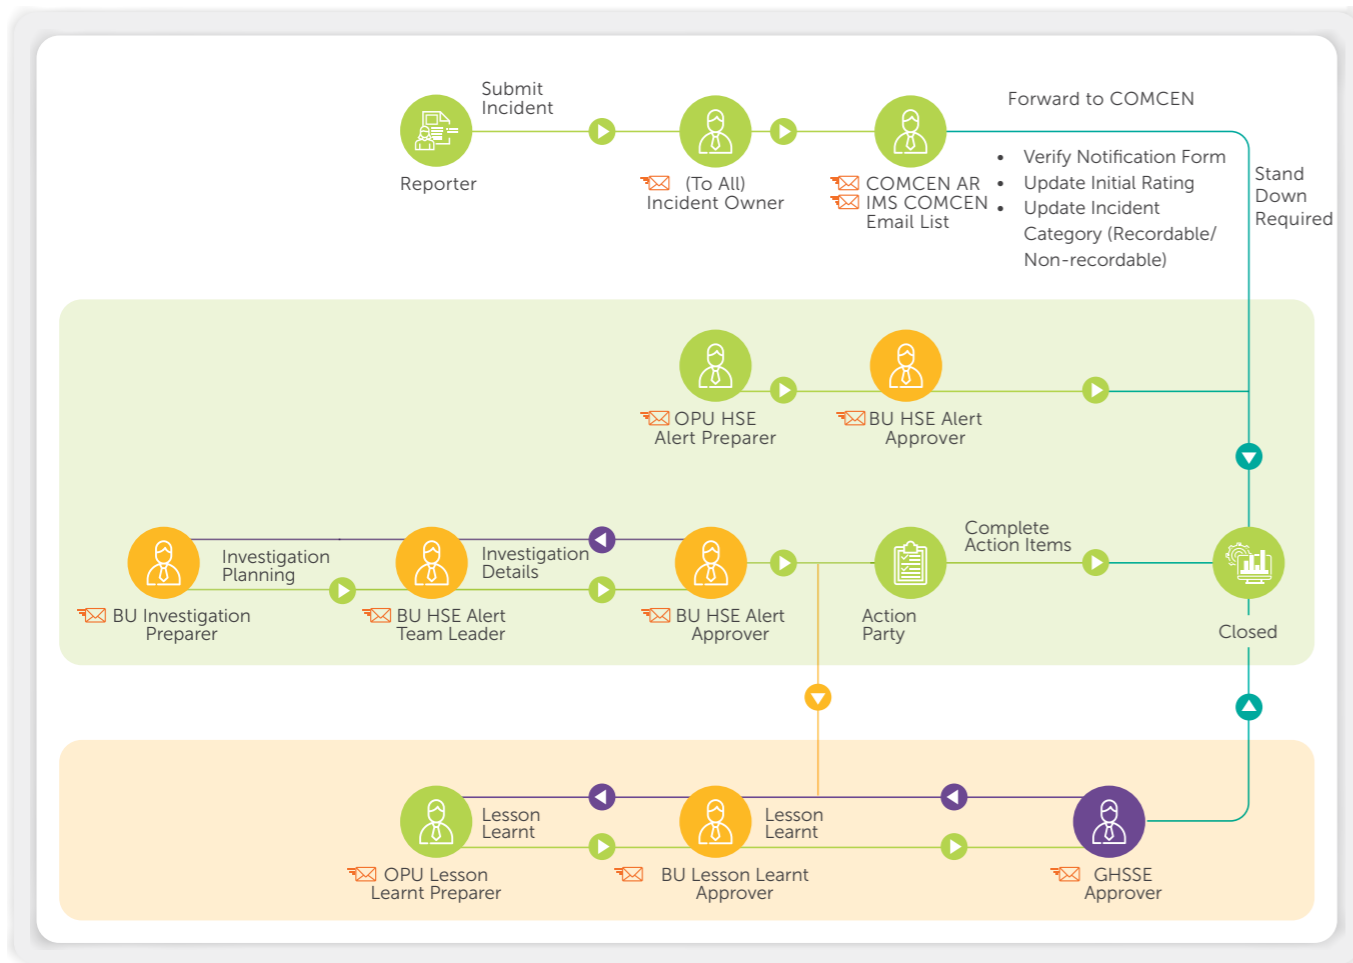 Submit
Incident
Forward to COMCEN
Reporter
(To All)
Incident Owner
COMCEN AR
IMS COMCEN
Email List
• Verify Notification Form
• Update Initial Rating
• Update Incident
Category (Recordable/
Non-recordable)
Stand
Down
Required
OPU HSE
Alert Preparer
BU HSE Alert
Approver
Investigation
Planning
Investigation
Details
Complete
Action Items
BU Investigation
Preparer
BU HSE Alert
Team Leader
BU HSE Alert
Approver
Action
Party
Closed
Lesson
Learnt
Lesson
Learnt
OPU Lesson
Learnt Preparer
BU Lesson Learnt
Approver
GHSSE
Approver